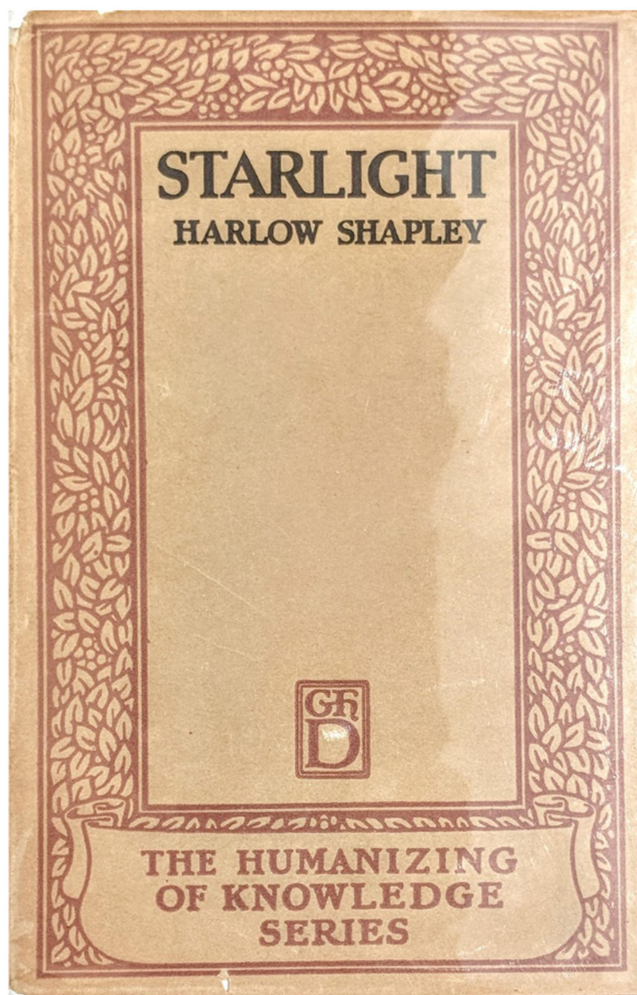 STARLIGHT
HARLOW SHAPLEY
GH
D
THE HUMANIZING
OF KNOWLEDGE
SERIES